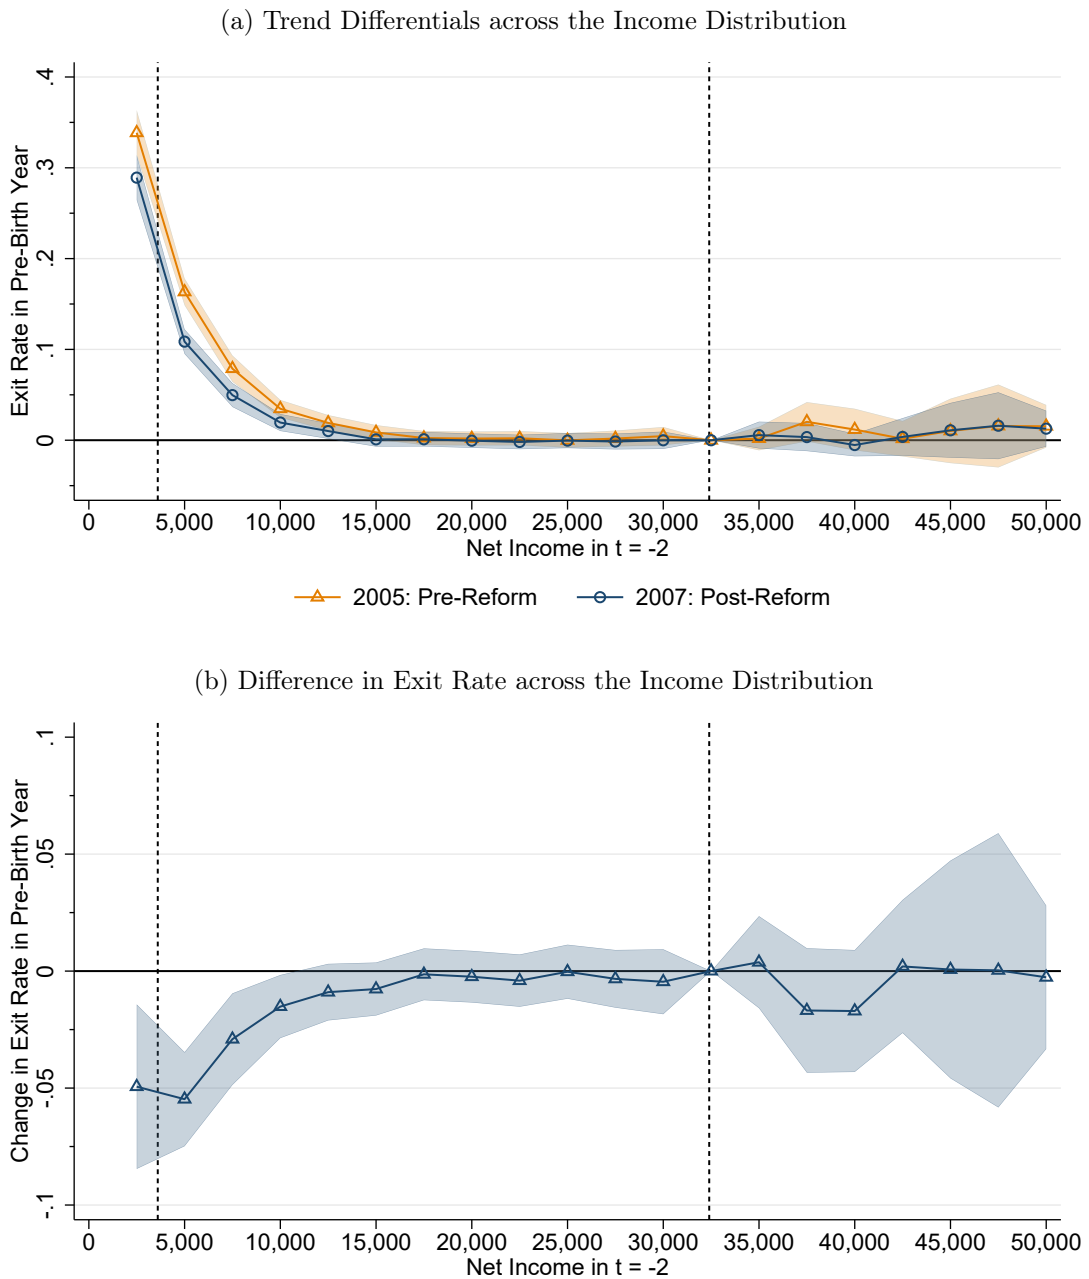 (a) Trend Differentials across the Income Distribution
Exit Rate in Pre-Birth Year
.4
.3
.2
.1
0
0 5,000 10,000 15,000 20,000 25,000 30,000 35,000 40,000 45,000 50,000
Net Income in t = -2
2005: Pre-Reform 2007: Post-Reform
(b) Difference in Exit Rate across the Income Distribution
Change in Exit Rate in Pre-Birth Year
.1
.05
0
-.05
-.1
0 5,000 10,000 15,000 20,000 25,000 30,000 35,000 40,000 45,000 50,000
Net Income in t = -2